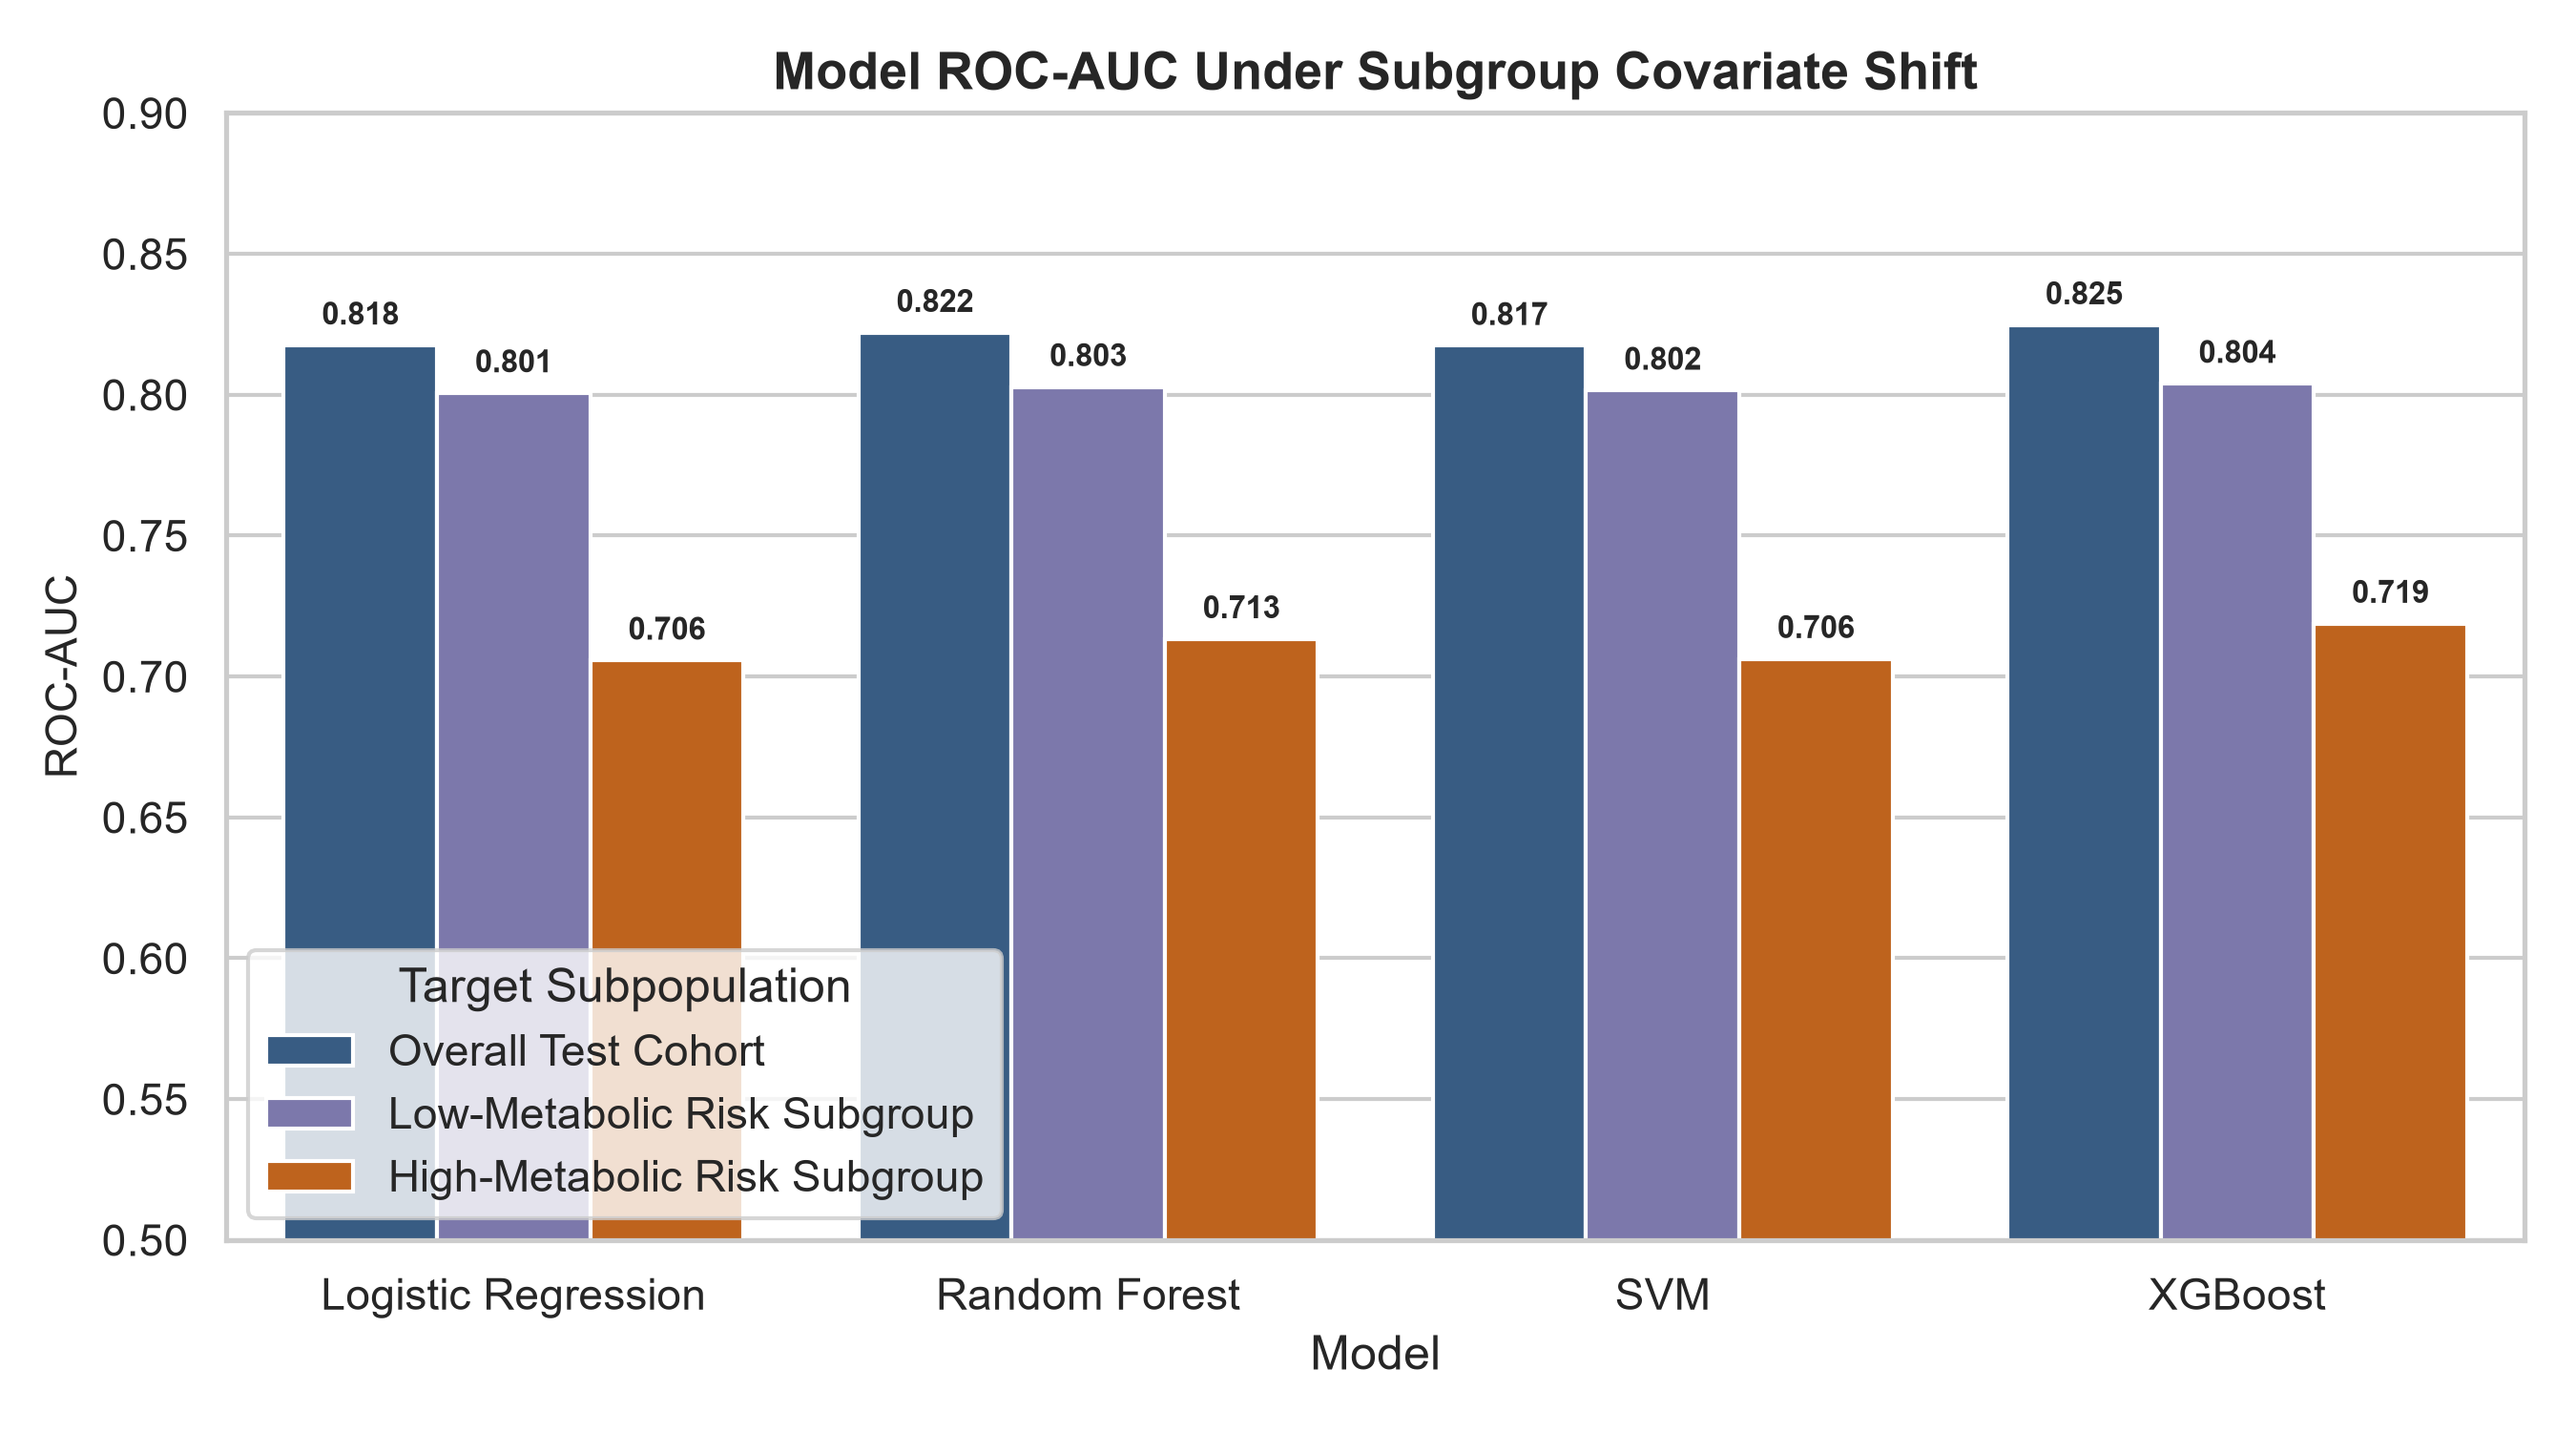 Model ROC-AUC Under Subgroup Covariate Shift
ROC-AUC
0.90
0.85
0.80
0.75
0.70
0.65
0.60
0.55
0.50
0.818
0.801
0.706
0.822
0.803
0.713
0.817
0.802
0.706
0.825
0.804
0.719
Target Subpopulation
Overall Test Cohort
Low-Metabolic Risk Subgroup
High-Metabolic Risk Subgroup
Logistic Regression
Random Forest
SVM
XGBoost
Model